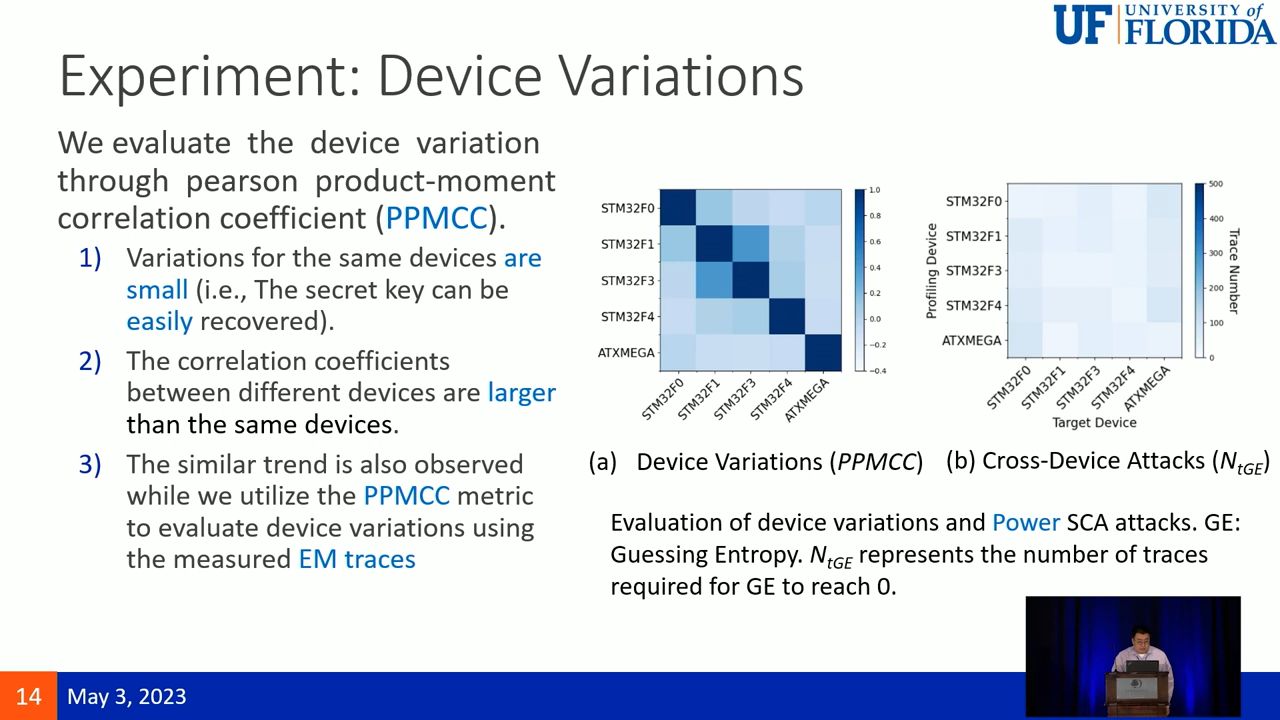 UF UNIVERSITY of
FLORIDA
Experiment: Device Variations
We evaluate the device variation
through pearson product-moment
correlation coefficient (PPMCC).
1) Variations for the same devices are
small (i.e., The secret key can be
easily recovered).
2) The correlation coefficients
between different devices are larger
than the same devices.
3) The similar trend is also observed
while we utilize the PPMCC metric
to evaluate device variations using
the measured EM traces
STM32F0
STM32F1
STM32F3
STM32F4
ATXMEGA
STM32F0
STM32F1
STM32F3
STM32F4
ATXMEGA
1.0
0.8
0.6
0.4
0.2
0.0
−0.2
−0.4
(a) Device Variations (PPMCC)
Profiling Device
STM32F0
STM32F1
STM32F3
STM32F4
ATXMEGA
STM32F0
STM32F1
STM32F3
STM32F4
ATXMEGA
Target Device
500
400
300
200
100
0
Trace Number
(b) Cross-Device Attacks (NtGE)
Evaluation of device variations and Power SCA attacks. GE:
Guessing Entropy. NtGE represents the number of traces
required for GE to reach 0.
14 May 3, 2023